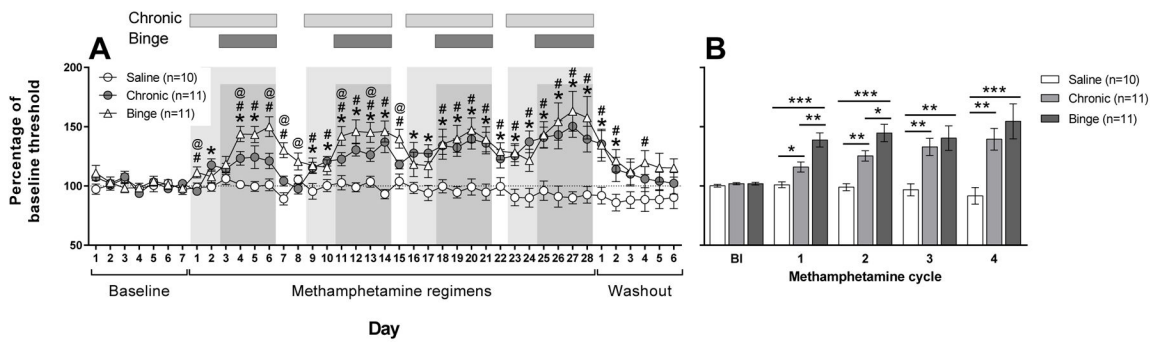 Chronic
Binge
A
Saline (n=10)
Chronic (n=11)
Binge (n=11)
Percentage of
baseline threshold
200
150
100
50
@ # * @ # * @ # * @ # * @ # @ # * # * @ # * # * @ # * # * @ # * * # * # * # * # * # * # * # * # * # * # * # * # * # * #
1 2 3 4 5 6 7 1 2 3 4 5 6 7 8 9 10 11 12 13 14 15 16 17 18 19 20 21 22 23 24 25 26 27 28 1 2 3 4 5 6
Baseline Methamphetamine regimens Washout
Day
B
Saline (n=10)
Chronic (n=11)
Binge (n=11)
*** ** * *** ** * ** ** *** **
Bl 1 2 3 4
Methamphetamine cycle